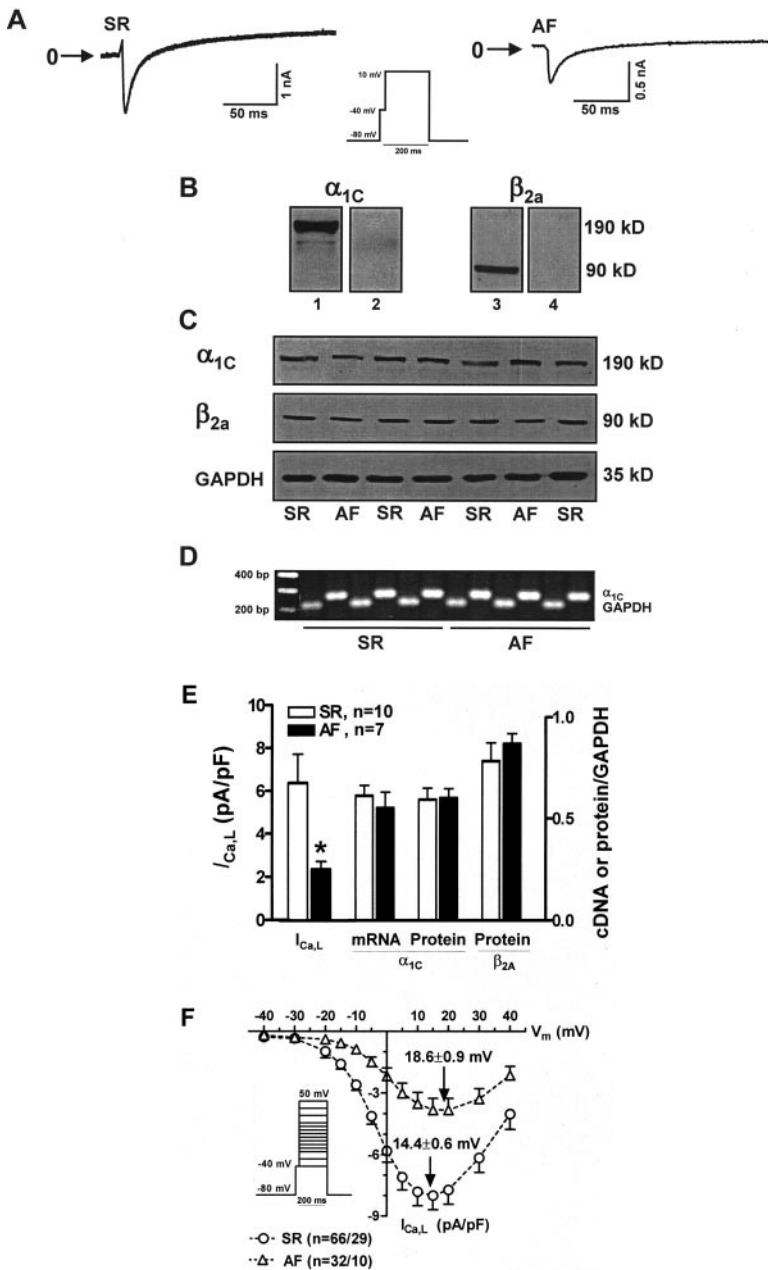 A
SR
AF
0
0
1 nA
0.5 nA
50 ms
50 ms
10 mV
-40 mV
-80 mV
200 ms
B
α1C
β2a
190 kD
90 kD
1 2 3 4
C
α1C
190 kD
β2a
90 kD
GAPDH
35 kD
SR AF SR AF SR AF SR
D
400 bp
200 bp
α1C
GAPDH
SR
AF
E
SR, n=10
AF, n=7
ICa,L (pA/pF)
10
8
6
4
2
0
*
1.0
0.5
0.0
cDNA or protein/GAPDH
ICa,L
mRNA Protein Protein
α1C
β2A
F
-40 -30 -20 -10 10 20 30 40
Vm (mV)
18.6±0.9 mV
-3
14.4±0.6 mV
-6
-9
50 mV
-40 mV
-80 mV
200 ms
ICa,L (pA/pF)
SR (n=66/29)
AF (n=32/10)